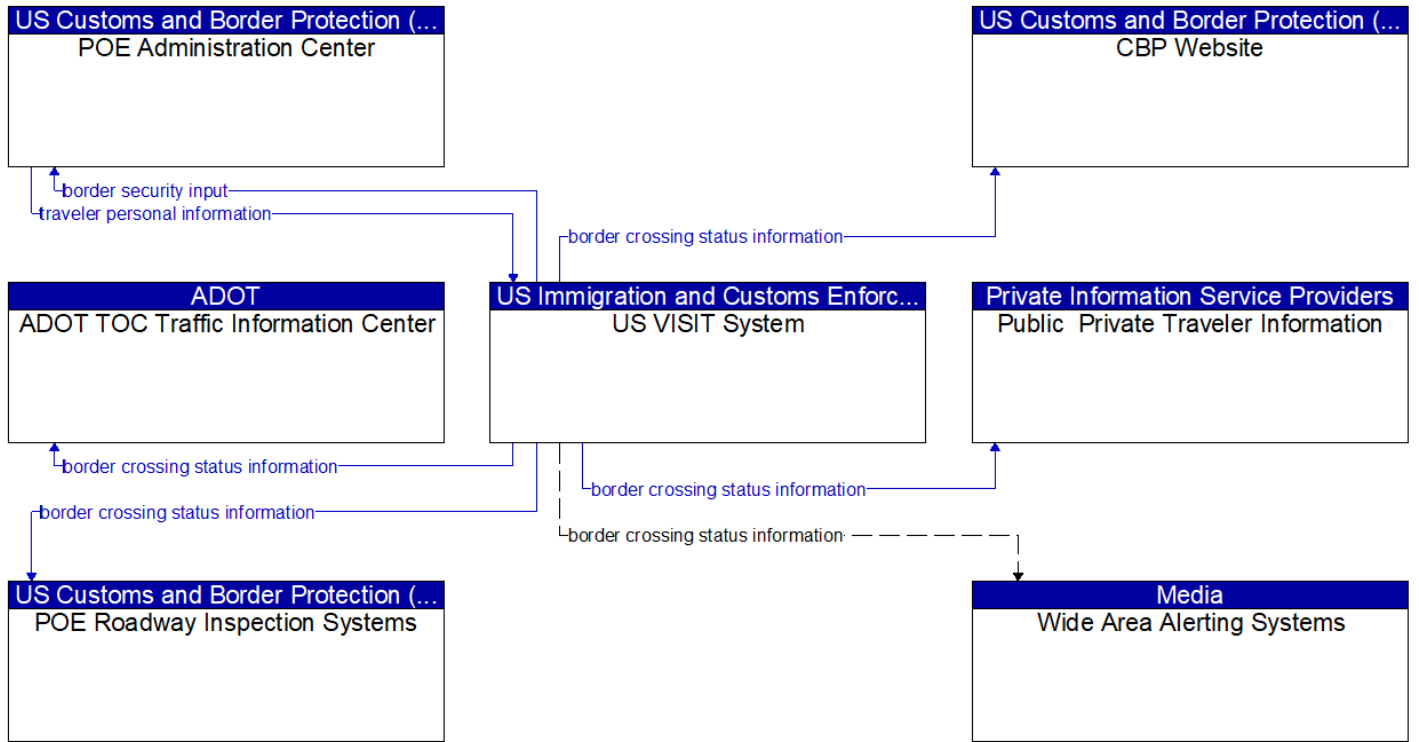 US Customs and Border Protection (...
POE Administration Center
US Customs and Border Protection (...
CBP Website
border security input
traveler personal information
border crossing status information
ADOT
ADOT TOC Traffic Information Center
US Immigration and Customs Enforc...
US VISIT System
Private Information Service Providers
Public  Private Traveler Information
border crossing status information
border crossing status information
border crossing status information
border crossing status information
US Customs and Border Protection (...
POE Roadway Inspection Systems
Media
Wide Area Alerting Systems